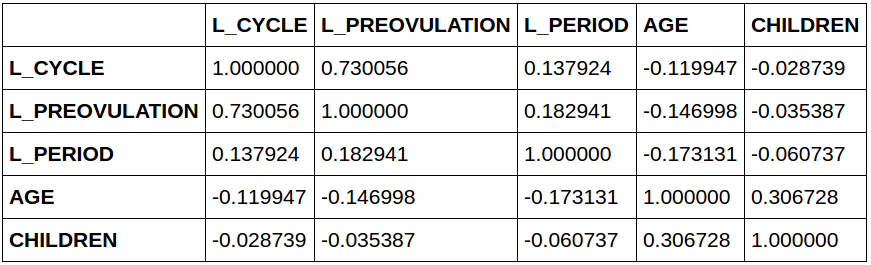 L_CYCLE L_PREOVULATION L_PERIOD AGE CHILDREN
L_CYCLE 1.000000 0.730056 0.137924 -0.119947 -0.028739
L_PREOVULATION 0.730056 1.000000 0.182941 -0.146998 -0.035387
L_PERIOD 0.137924 0.182941 1.000000 -0.173131 -0.060737
AGE -0.119947 -0.146998 -0.173131 1.000000 0.306728
CHILDREN -0.028739 -0.035387 -0.060737 0.306728 1.000000